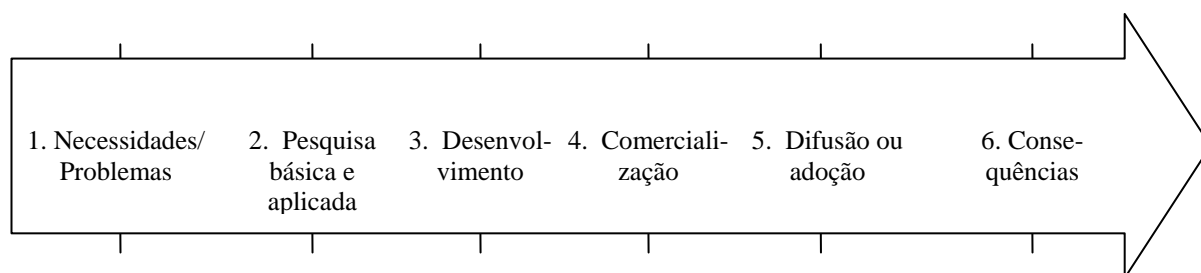 1. Necessidades/
Problemas
2. Pesquisa
básica e
aplicada
3. Desenvol-
vimento
4. Comerciali-
zação
5. Difusão ou
adoção
6. Conse-
quências